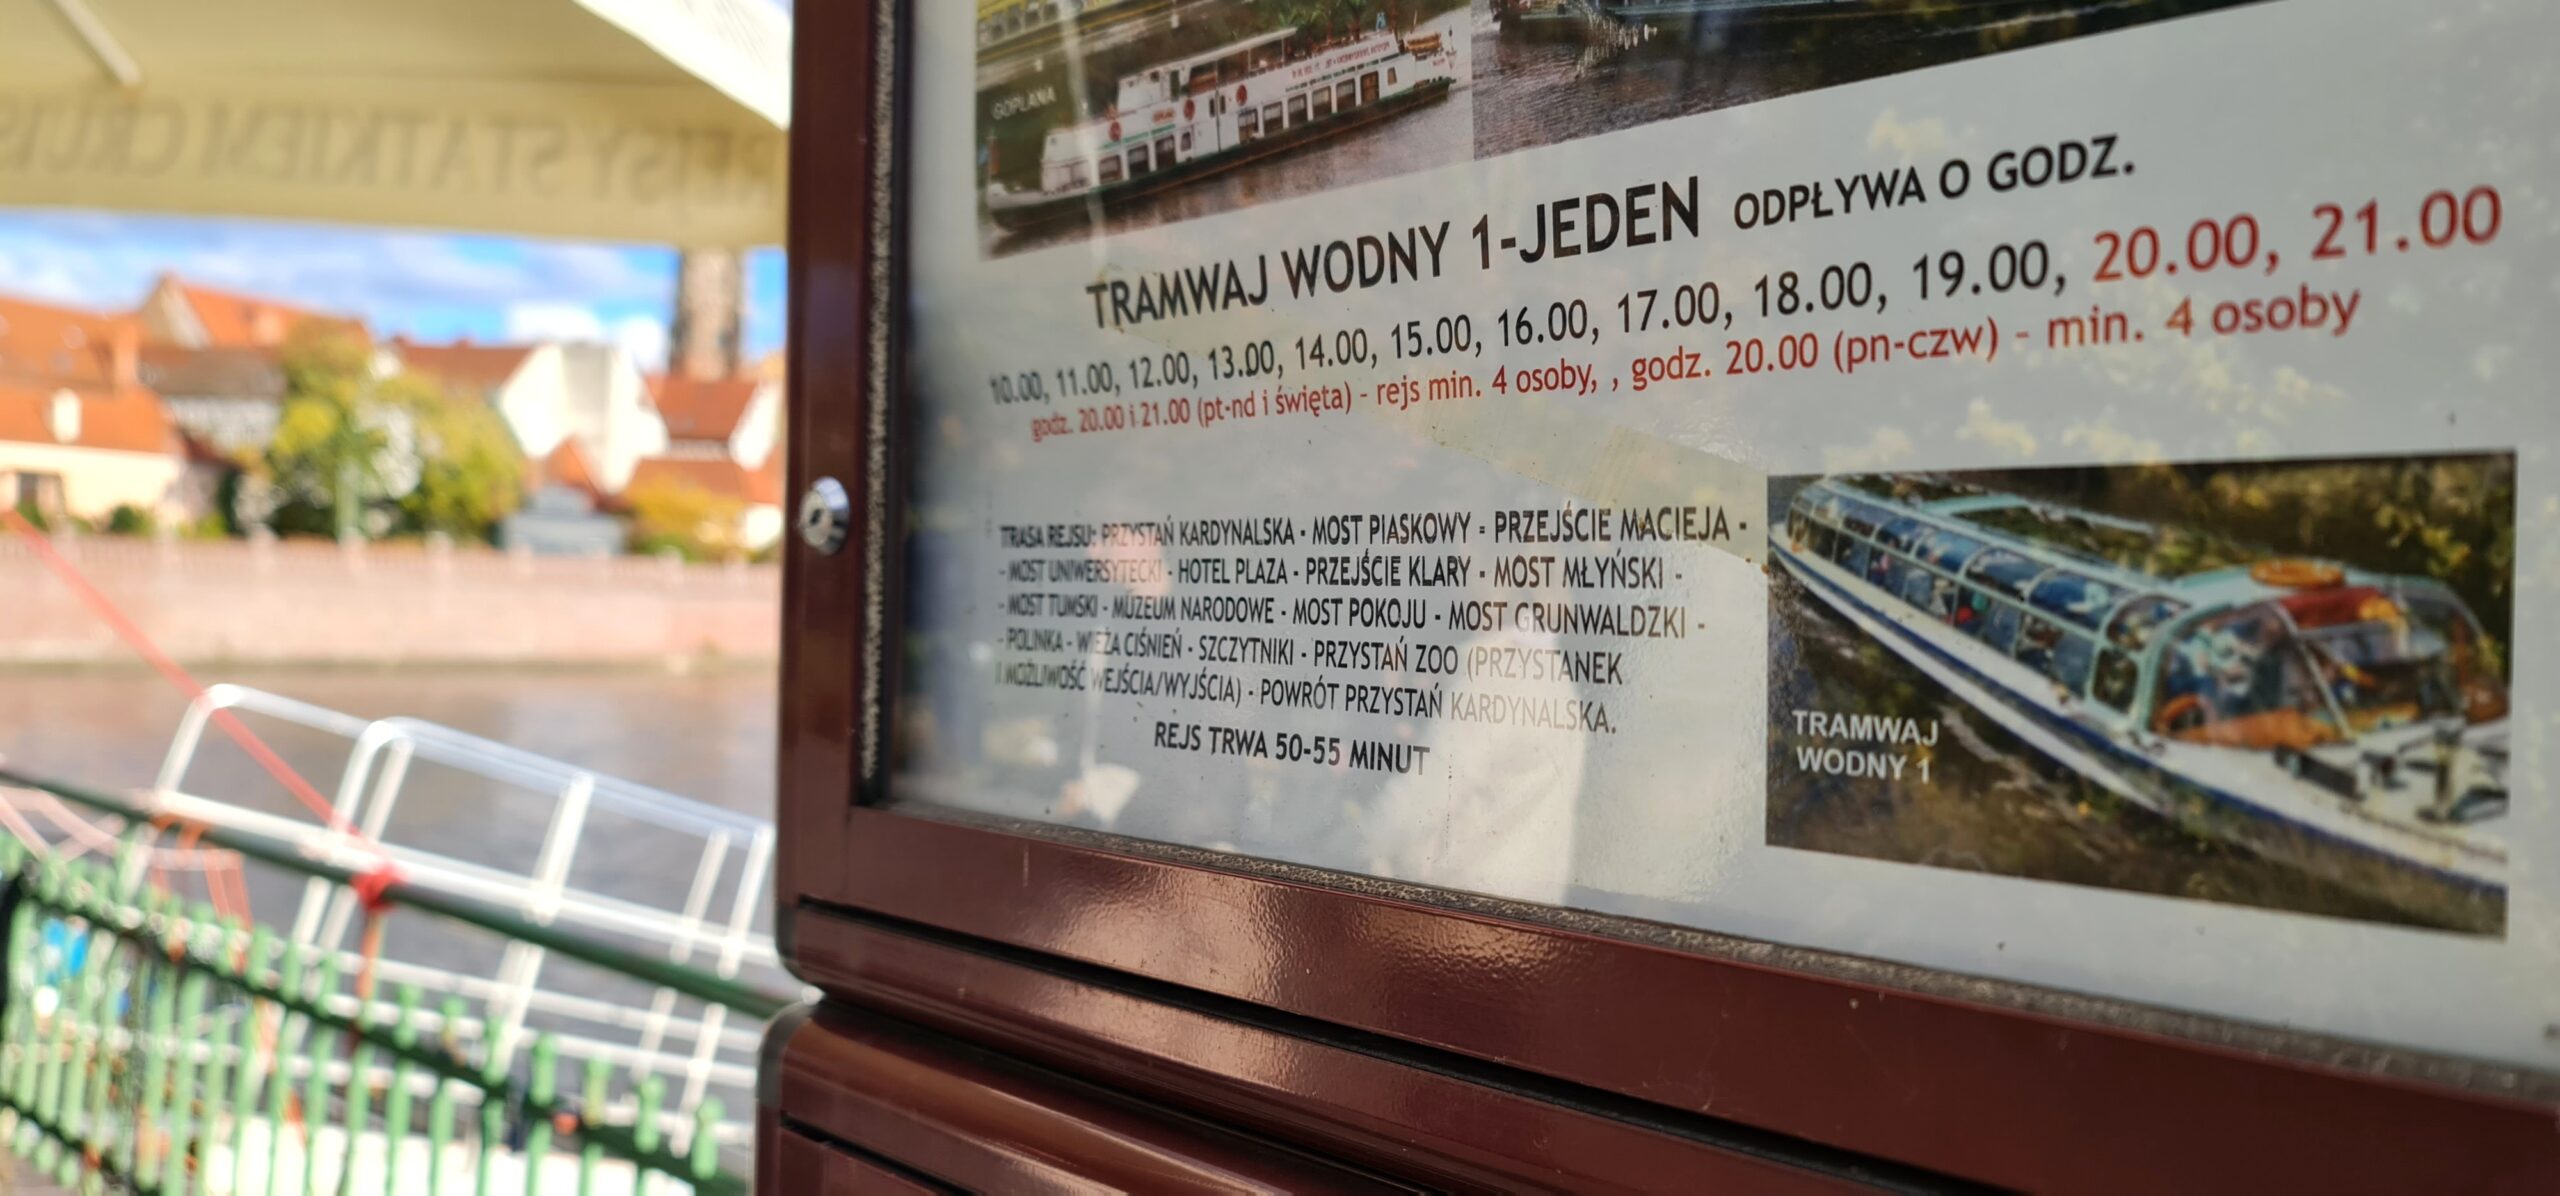 GOPLANA
TRAMWAJ WODNY 1-JEDEN ODPŁYWA O GODZ.
10.00, 11.00, 12.00, 13.00, 14.00, 15.00, 16.00, 17.00, 18.00, 19.00, 20.00, 21.00
godz. 20.00 i 21.00 (pt-nd i święta) - rejs min. 4 osoby, , godz. 20.00 (pn-czw) - min. 4 osoby
TRASA REJSU: PRZYSTAŃ KARDYNALSKA - MOST PIASKOWY - PRZEJŚCIE MACIEJA -
- MOST UNIWERSYTECKI - HOTEL PLAZA - PRZEJŚCIE KLARY - MOST MŁYŃSKI -
- MOST TUMSKI - MUZEUM NARODOWE - MOST POKOJU - MOST GRUNWALDZKI -
- POLINKA - WIEŻA CIŚNIEŃ - SZCZYTNIKI - PRZYSTAŃ ZOO (PRZYSTANEK
I MOŻLIWOŚĆ WEJŚCIA/WYJŚCIA) - POWRÓT PRZYSTAŃ KARDYNALSKA.
REJS TRWA 50-55 MINUT
TRAMWAJ
WODNY 1
STATKIEM